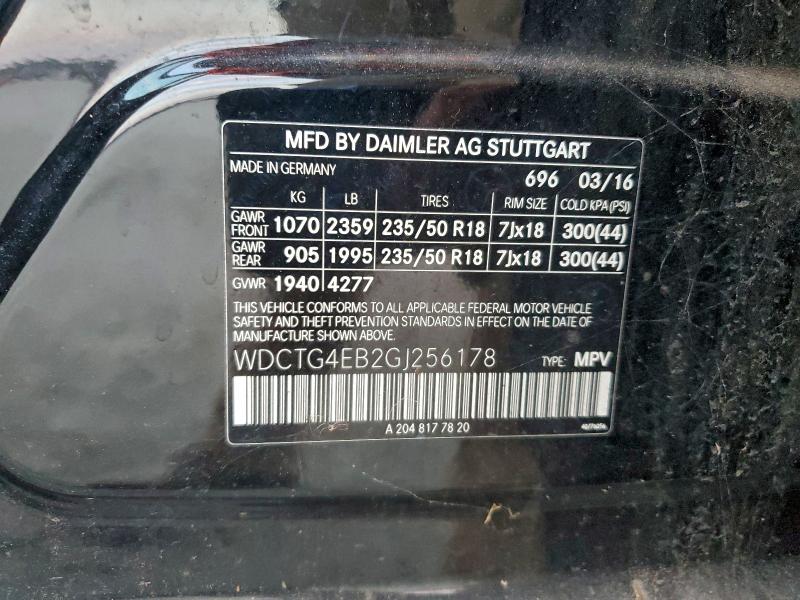 MFD BY DAIMLER AG STUTTGART
MADE IN GERMANY 696 03/16
KG LB TIRES RIM SIZE COLD KPA(PSI)
GAWR FRONT 1070 2359 235/50 R18 7Jx18 300(44)
GAWR REAR 905 1995 235/50 R18 7Jx18 300(44)
GVWR 1940 4277
THIS VEHICLE CONFORMS TO ALL APPLICABLE FEDERAL MOTOR VEHICLE
SAFETY AND THEFT PREVENTION STANDARDS IN EFFECT ON THE DATE OF
MANUFACTURE SHOWN ABOVE.
WDCTG4EB2GJ256178 TYPE: MPV
A 204 817 78 20